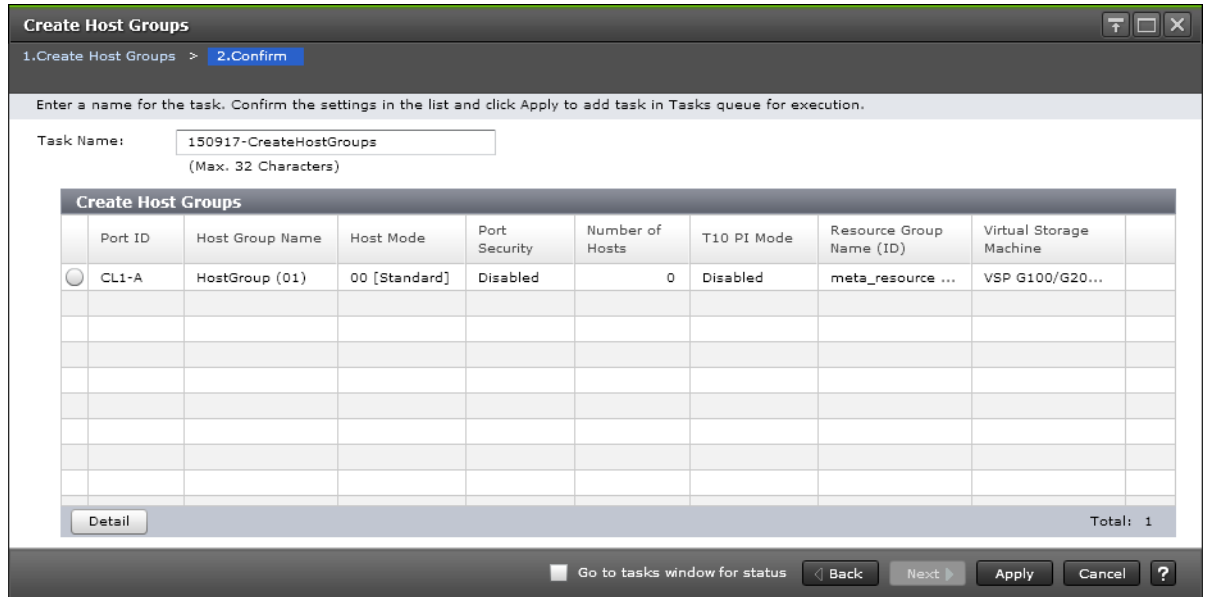 Create Host Groups
1.Create Host Groups > 2.Confirm
Enter a name for the task. Confirm the settings in the list and click Apply to add task in Tasks queue for execution.
Task Name: 150917-CreateHostGroups
(Max. 32 Characters)
Create Host Groups
Port ID Host Group Name Host Mode Port Security Number of Hosts T10 PI Mode Resource Group Name (ID) Virtual Storage Machine
CL1-A HostGroup (01) 00 [Standard] Disabled 0 Disabled meta_resource ... VSP G100/G20...
Detail Total: 1
Go to tasks window for status Back Next Apply Cancel ?